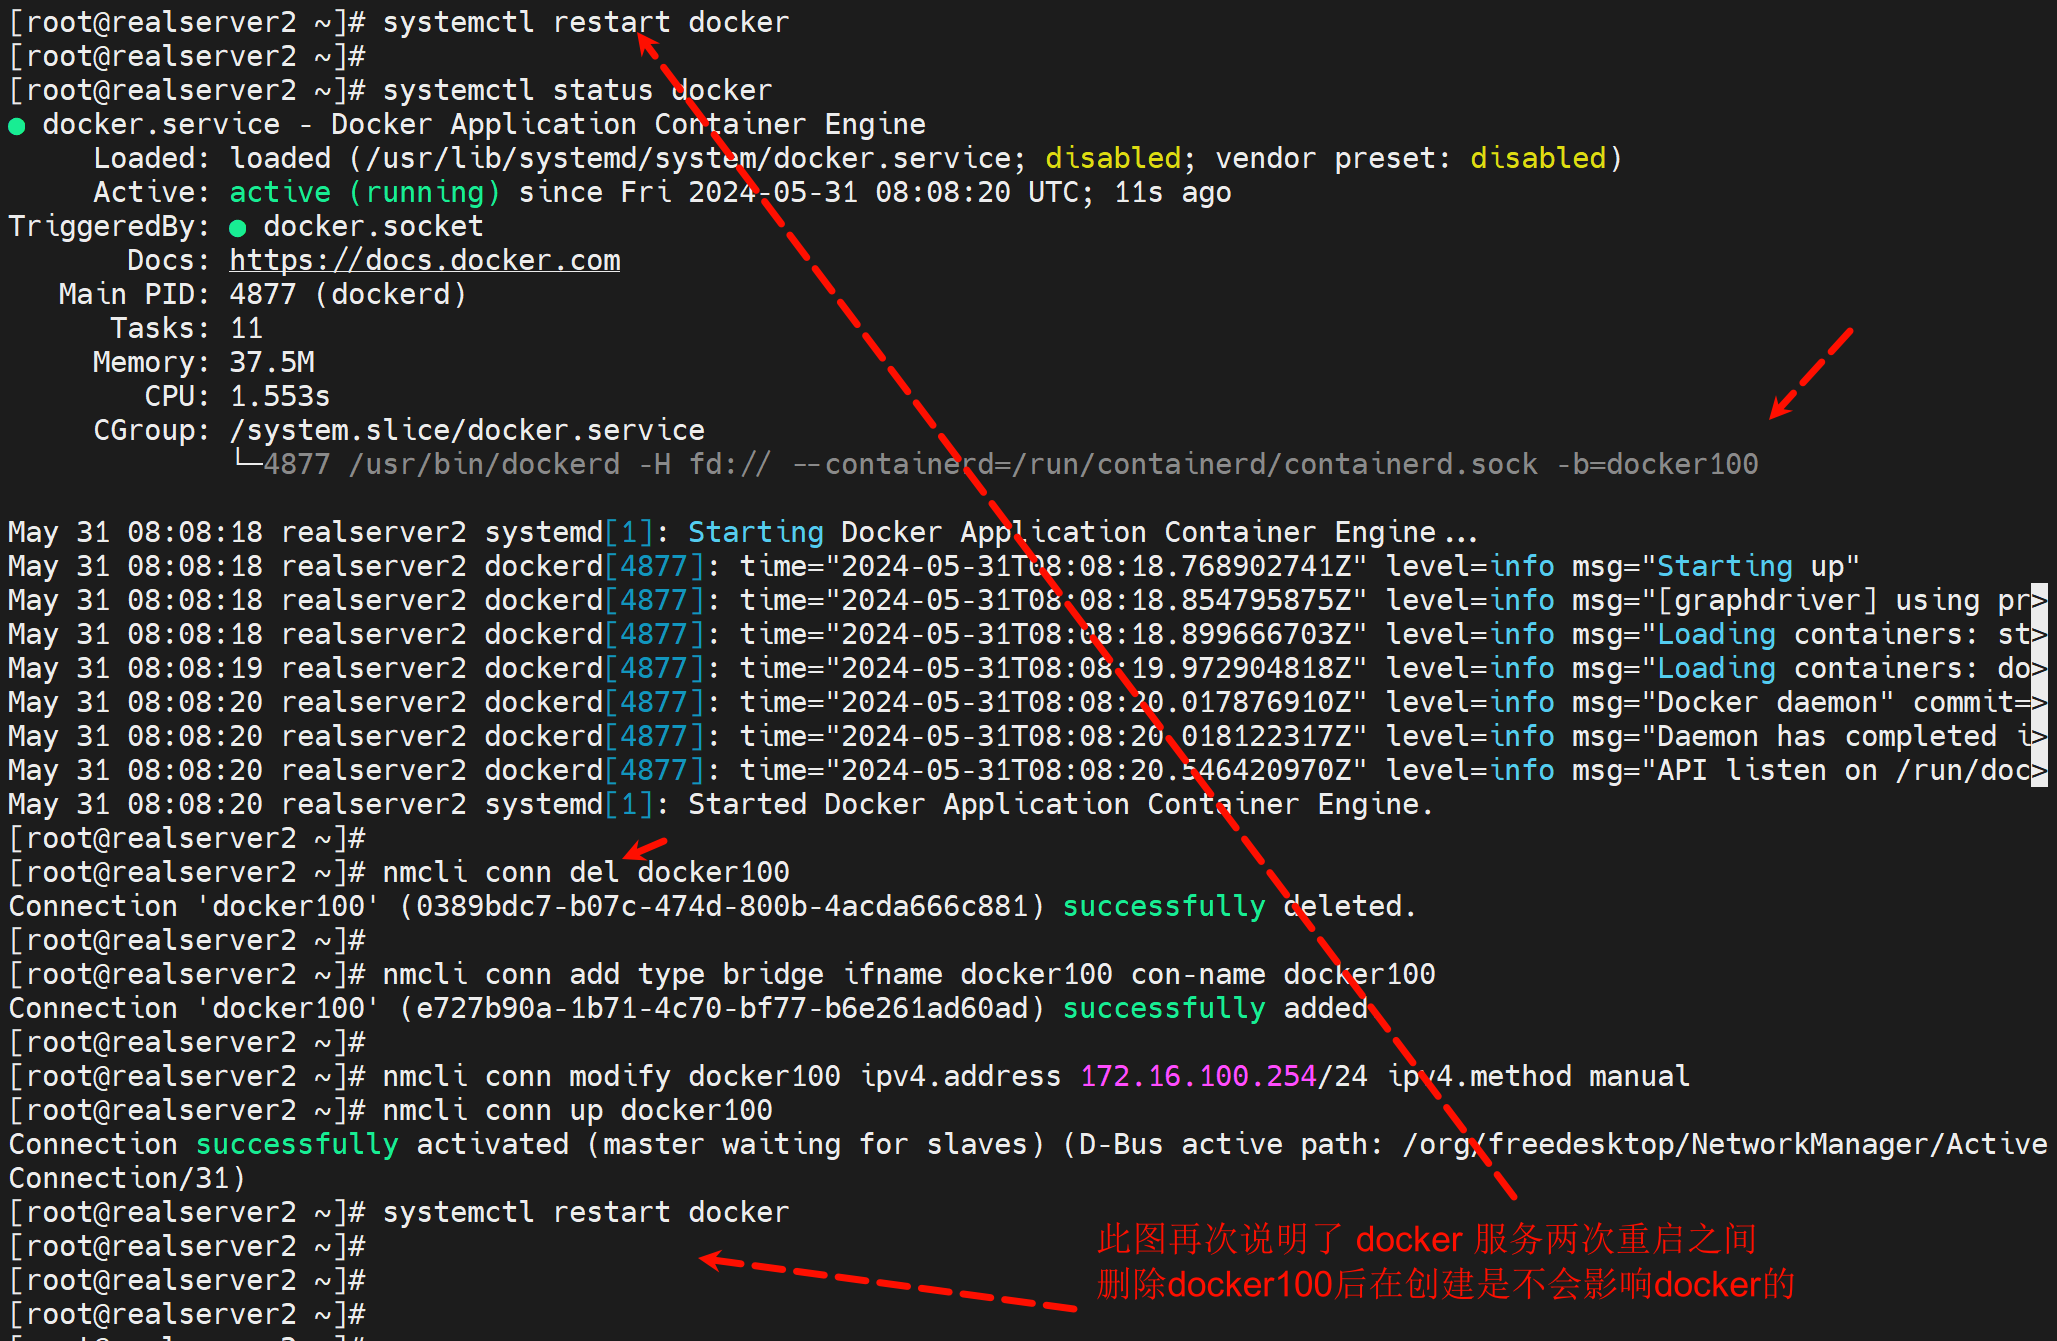 [root@realserver2 ~]# systemctl restart docker
[root@realserver2 ~]#
[root@realserver2 ~]# systemctl status docker
● docker.service - Docker Application Container Engine
     Loaded: loaded (/usr/lib/systemd/system/docker.service; disabled; vendor preset: disabled)
     Active: active (running) since Fri 2024-05-31 08:08:20 UTC; 11s ago
TriggeredBy: ● docker.socket
       Docs: https://docs.docker.com
   Main PID: 4877 (dockerd)
      Tasks: 11
     Memory: 37.5M
        CPU: 1.553s
     CGroup: /system.slice/docker.service
             └─4877 /usr/bin/dockerd -H fd:// --containerd=/run/containerd/containerd.sock -b=docker100
May 31 08:08:18 realserver2 systemd[1]: Starting Docker Application Container Engine...
May 31 08:08:18 realserver2 dockerd[4877]: time="2024-05-31T08:08:18.768902741Z" level=info msg="Starting up"
May 31 08:08:18 realserver2 dockerd[4877]: time="2024-05-31T08:08:18.854795875Z" level=info msg="[graphdriver] using pr>
May 31 08:08:18 realserver2 dockerd[4877]: time="2024-05-31T08:08:18.899666703Z" level=info msg="Loading containers: st>
May 31 08:08:19 realserver2 dockerd[4877]: time="2024-05-31T08:08:19.972904818Z" level=info msg="Loading containers: do>
May 31 08:08:20 realserver2 dockerd[4877]: time="2024-05-31T08:08:20.017876910Z" level=info msg="Docker daemon" commit=>
May 31 08:08:20 realserver2 dockerd[4877]: time="2024-05-31T08:08:20.018122317Z" level=info msg="Daemon has completed i>
May 31 08:08:20 realserver2 dockerd[4877]: time="2024-05-31T08:08:20.546420970Z" level=info msg="API listen on /run/doc>
May 31 08:08:20 realserver2 systemd[1]: Started Docker Application Container Engine.
[root@realserver2 ~]#
[root@realserver2 ~]# nmcli conn del docker100
Connection 'docker100' (0389bdc7-b07c-474d-800b-4acda666c881) successfully deleted.
[root@realserver2 ~]#
[root@realserver2 ~]# nmcli conn add type bridge ifname docker100 con-name docker100
Connection 'docker100' (e727b90a-1b71-4c70-bf77-b6e261ad60ad) successfully added
[root@realserver2 ~]#
[root@realserver2 ~]# nmcli conn modify docker100 ipv4.address 172.16.100.254/24 ipv4.method manual
[root@realserver2 ~]# nmcli conn up docker100
Connection successfully activated (master waiting for slaves) (D-Bus active path: /org/freedesktop/NetworkManager/Active
Connection/31)
[root@realserver2 ~]# systemctl restart docker
[root@realserver2 ~]#
[root@realserver2 ~]#
[root@realserver2 ~]#
此图再次说明了 docker 服务两次重启之间
删除docker100后在创建是不会影响docker的